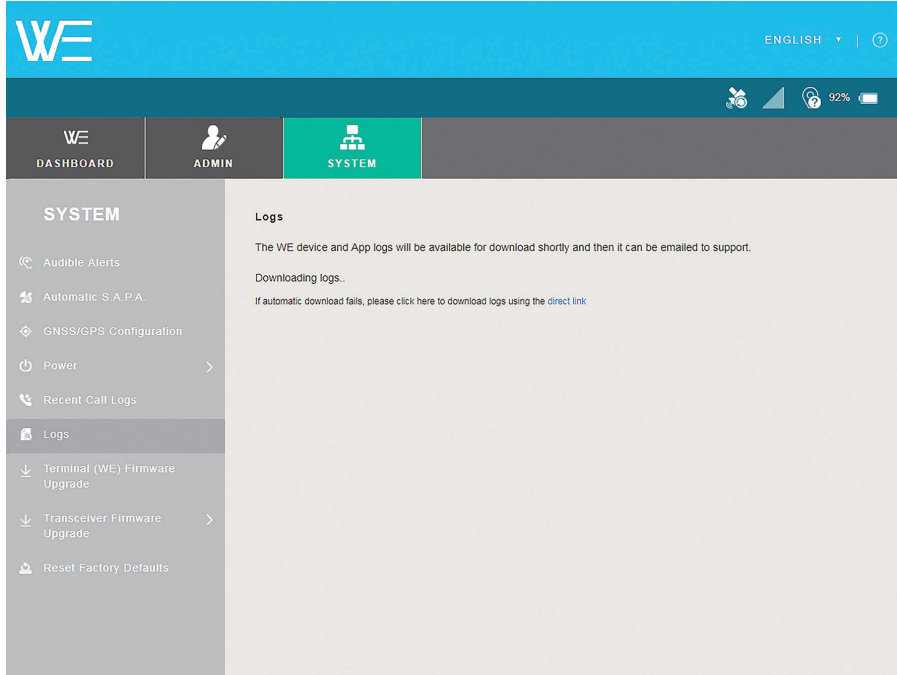 WE
ENGLISH
92%
WE
DASHBOARD
ADMIN
SYSTEM
SYSTEM
Audible Alerts
Automatic S.A.P.A.
GNSS/GPS Configuration
Power
Recent Call Logs
Logs
Terminal (WE) Firmware
Upgrade
Transceiver Firmware
Upgrade
Reset Factory Defaults
Logs
The WE device and App logs will be available for download shortly and then it can be emailed to support.
Downloading logs..
If automatic download fails, please click here to download logs using the direct link